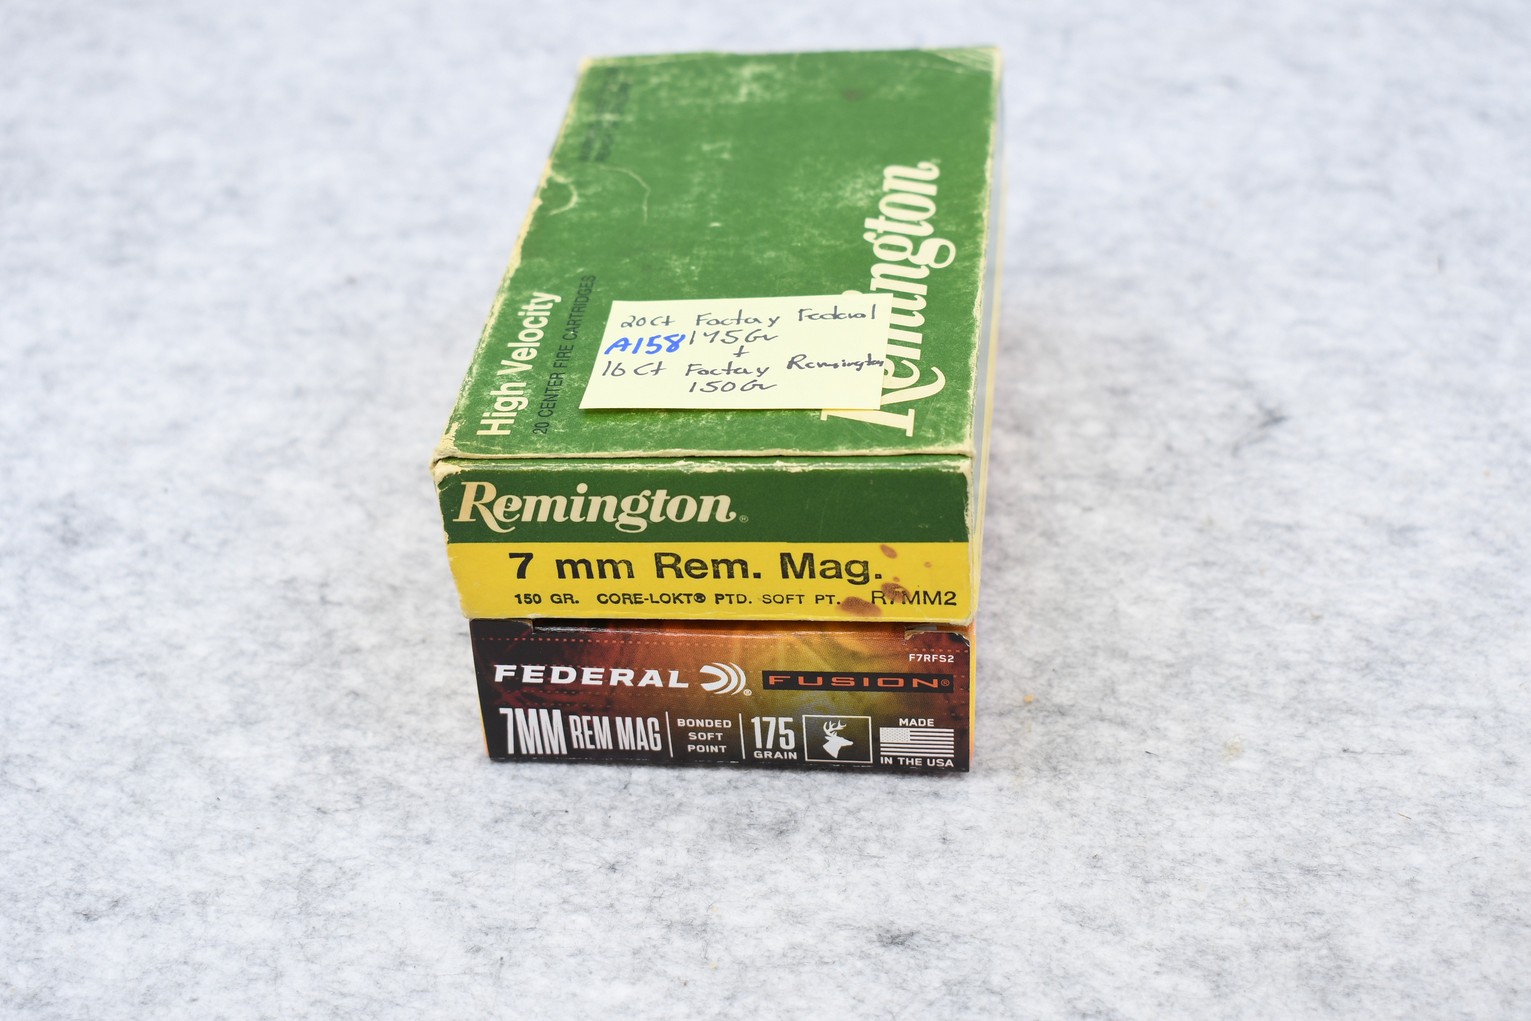 Remington®
High Velocity
20 CENTER FIRE CARTRIDGES
20 Ct Factory Federal
A158 175 Gr
+
16 Ct Factory Remington
150 Gr
Remington®
7 mm Rem. Mag.
150 GR. CORE-LOKT® PTD. SOFT PT. R7MM2
F7RFS2
FEDERAL® FUSION®
7MM REM MAG
BONDED
SOFT
POINT
175
GRAIN
MADE
IN THE USA